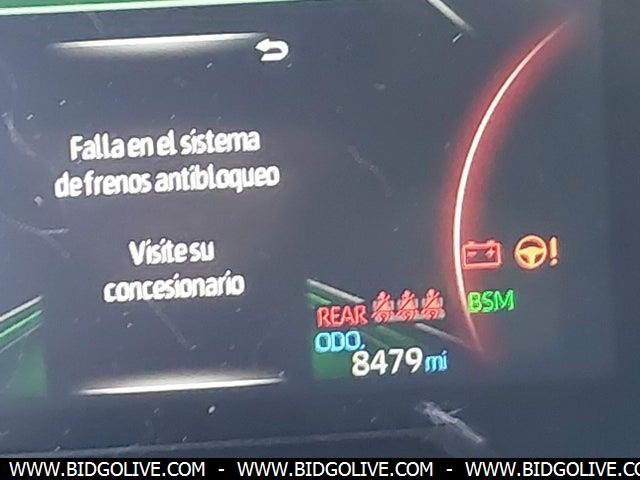 Falla en el sistema
de frenos antibloqueo
Visite su
concesionario
BSM
REAR
ODO.
8479 mi
WWW.BIDGOLIVE.COM - WWW.BIDGOLIVE.COM - WWW.BIDGOLIVE.CO